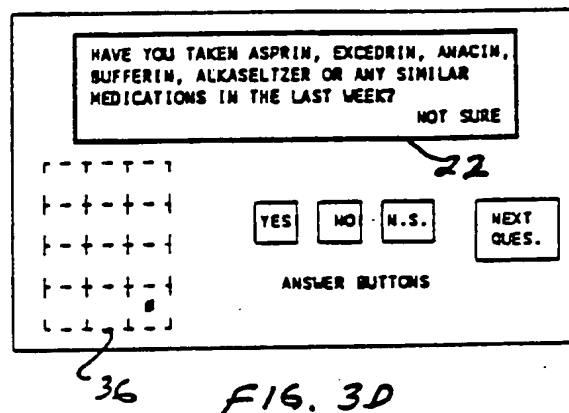 HAVE YOU TAKEN ASPRIN, EXCEDRIN, ANACIN,
BUFFERIN, ALKASELTZER OR ANY SIMILAR
MEDICATIONS IN THE LAST WEEK?
NOT SURE
22
YES NO N.S. NEXT
QUES.
ANSWER BUTTONS
36
FIG. 3D